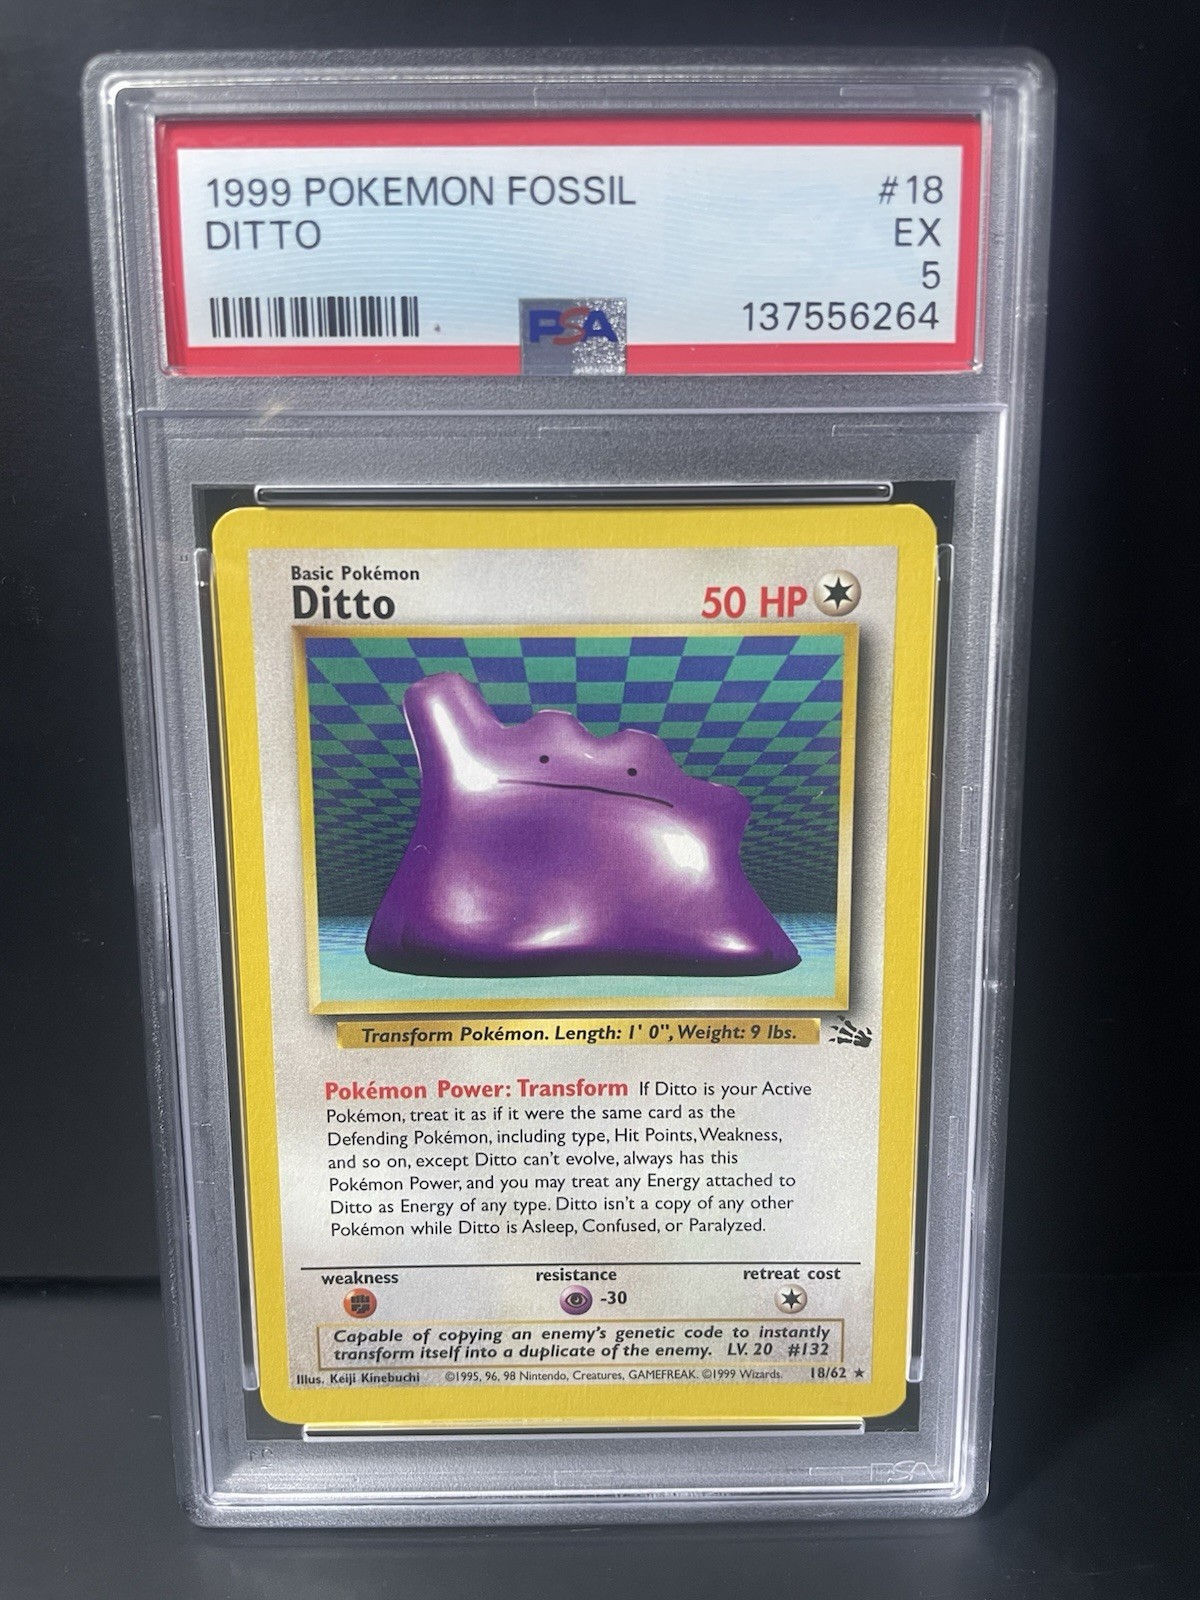 1999 POKEMON FOSSIL #18
DITTO EX
5
PSA 137556264
Basic Pokémon
Ditto 50 HP
Transform Pokémon. Length: 1' 0", Weight: 9 lbs.
Pokémon Power: Transform If Ditto is your Active
Pokémon, treat it as if it were the same card as the
Defending Pokémon, including type, Hit Points, Weakness,
and so on, except Ditto can't evolve, always has this
Pokémon Power, and you may treat any Energy attached to
Ditto as Energy of any type. Ditto isn't a copy of any other
Pokémon while Ditto is Asleep, Confused, or Paralyzed.
weakness resistance retreat cost
-30
Capable of copying an enemy's genetic code to instantly
transform itself into a duplicate of the enemy. LV. 20 #132
Illus. Keiji Kinebuchi ©1995, 96, 98 Nintendo, Creatures, GAMEFREAK. ©1999 Wizards. 18/62 ★
PSA